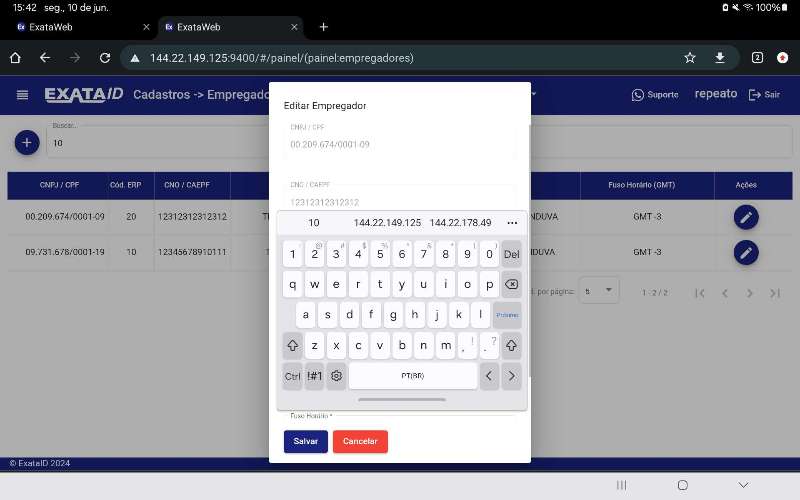 15:42 seg., 10 de jun. 100%
ExataWeb
ExataWeb
144.22.149.125:9400/#/painel/(painel:empregadores)
2
EXATAID Cadastros -> Empregado Suporte repeato Sair
Editar Empregador
Buscar..
10
CNPJ / CPF
00.209.674/0001-09
CNO / CAEPF
12312312312312
CNPJ / CPF Cód. ERP CNO / CAEPF Fuso Horário (GMT) Ações
00.209.674/0001-09 20 12312312312312 NDUVA GMT -3
09.731.678/0001-19 10 12345678910111 NDUVA GMT -3
. por página: 5 1 - 2 / 2
10 144.22.149.125 144.22.178.49 ...
1 2 3 4 5 6 7 8 9 0 Del
q w e r t y u i o p
a s d f g h j k l Próximo
z x c v b n m , ! . ?
Ctrl !#1 PT(BR) < >
Fuso Horário *
Salvar Cancelar
© ExataID 2024